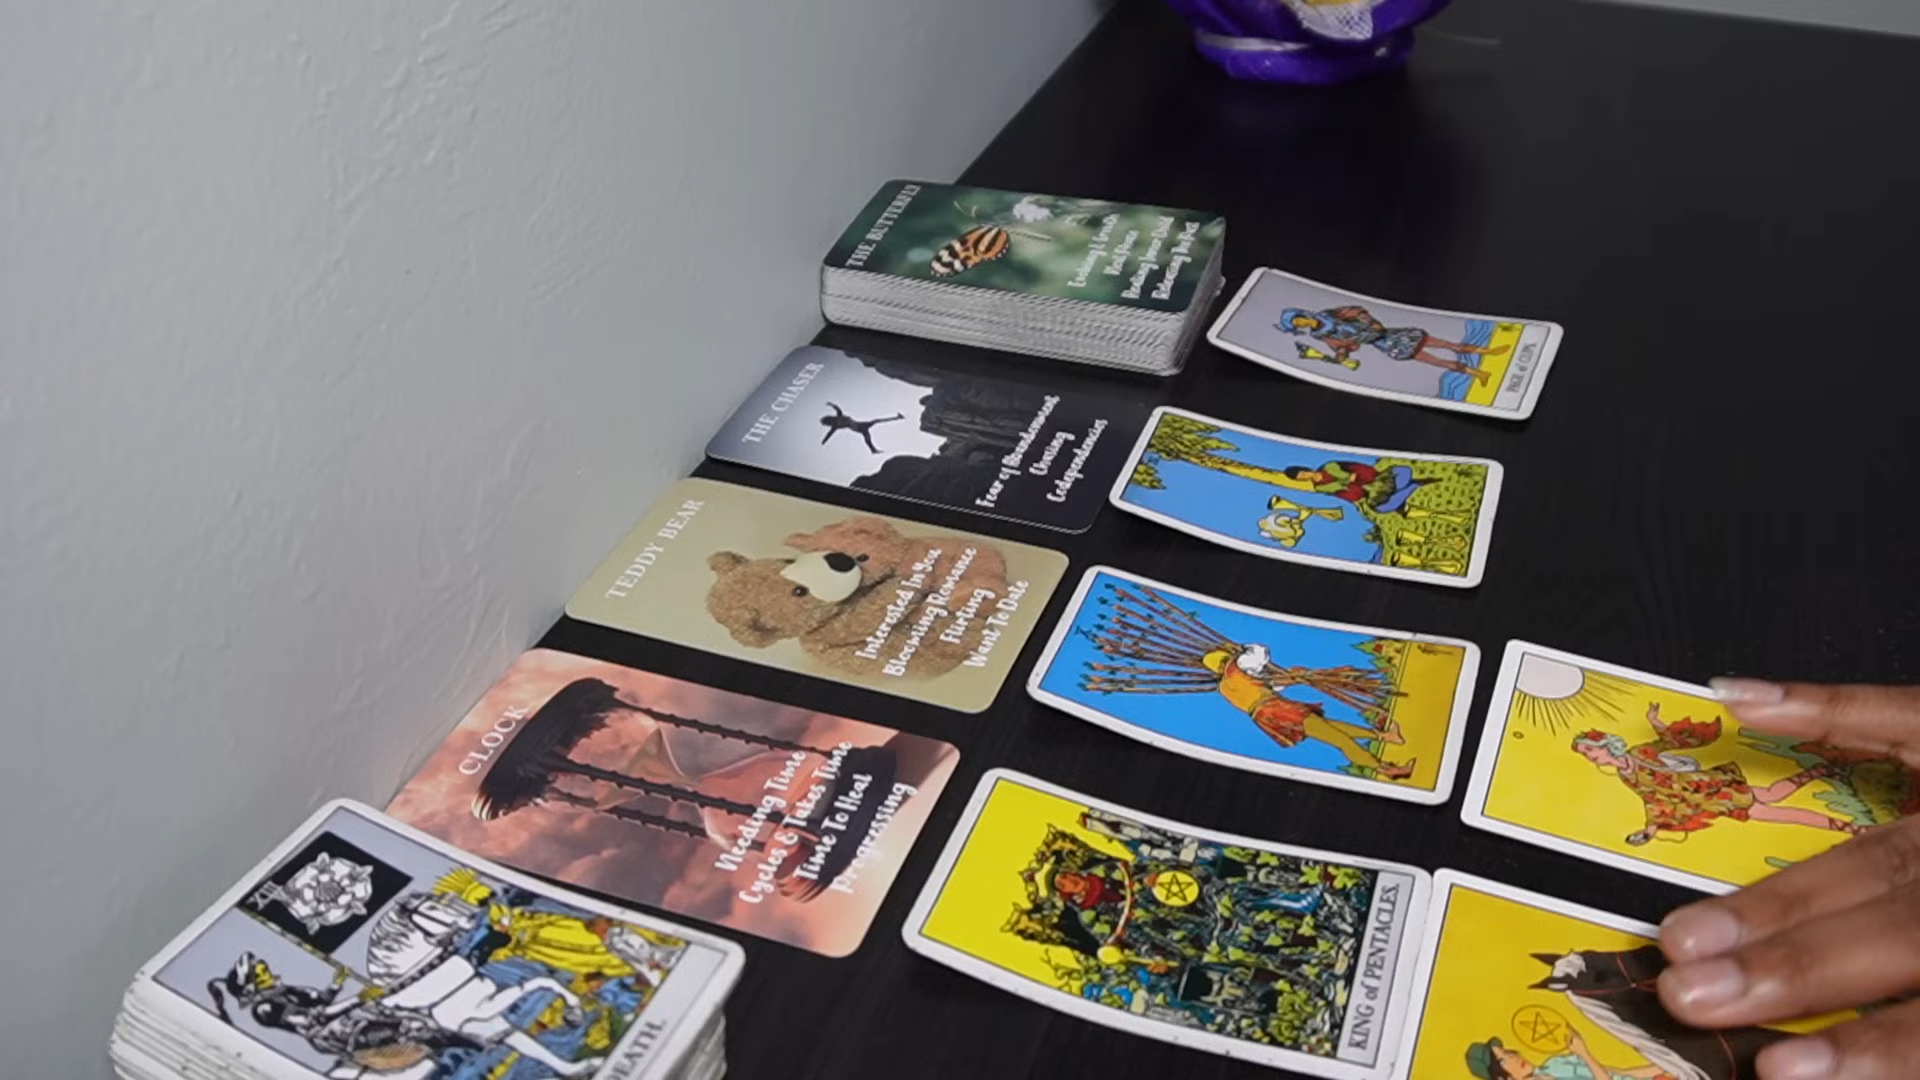 THE BUTTERFLY
Evolving & Growth
Next Phase
Healing Inner Child
Releasing The Past
PAGE of CUPS.
THE CHASER
Fear of Abandonment
Chasing
Codependencies
TEDDY BEAR
Interested In You
Blooming Romance
Flirting
Want To Date
CLOCK
Needing Time
Cycles & Takes Time
Time To Heal
Progressing
KING of PENTACLES.
XIII
DEATH.